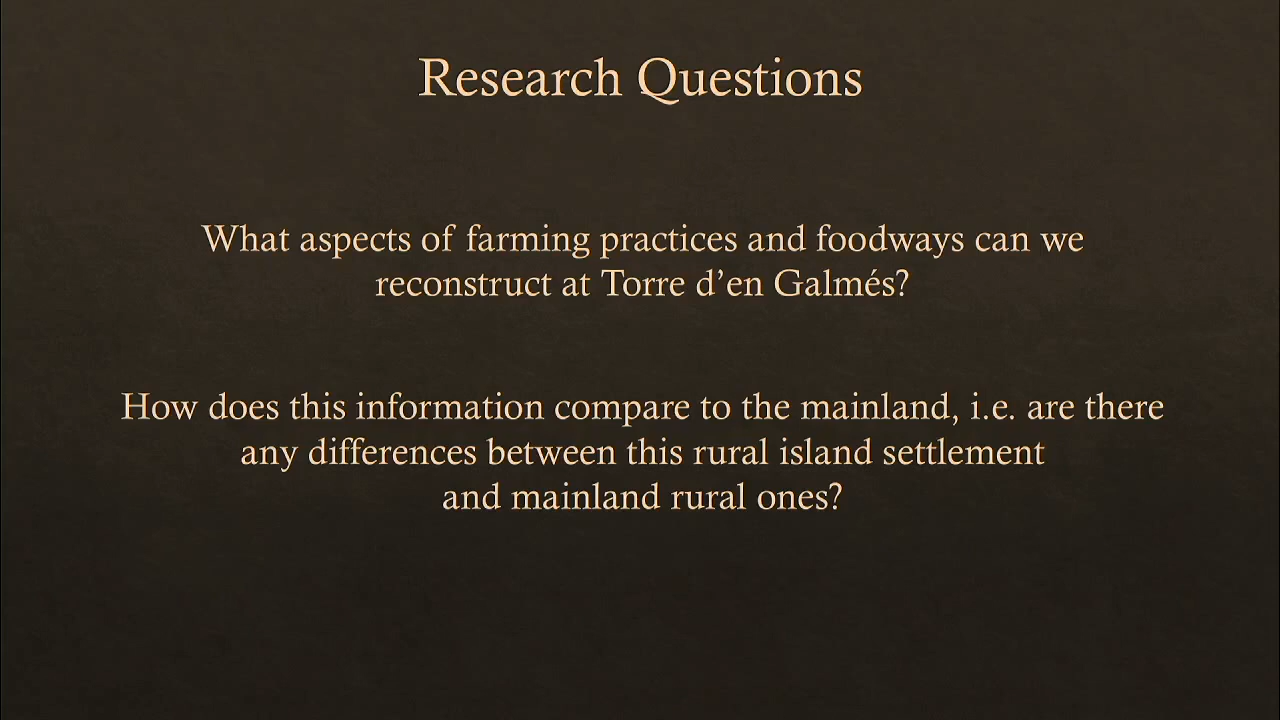 Research Questions
What aspects of farming practices and foodways can we
reconstruct at Torre d’en Galmés?
How does this information compare to the mainland, i.e. are there
any differences between this rural island settlement
and mainland rural ones?